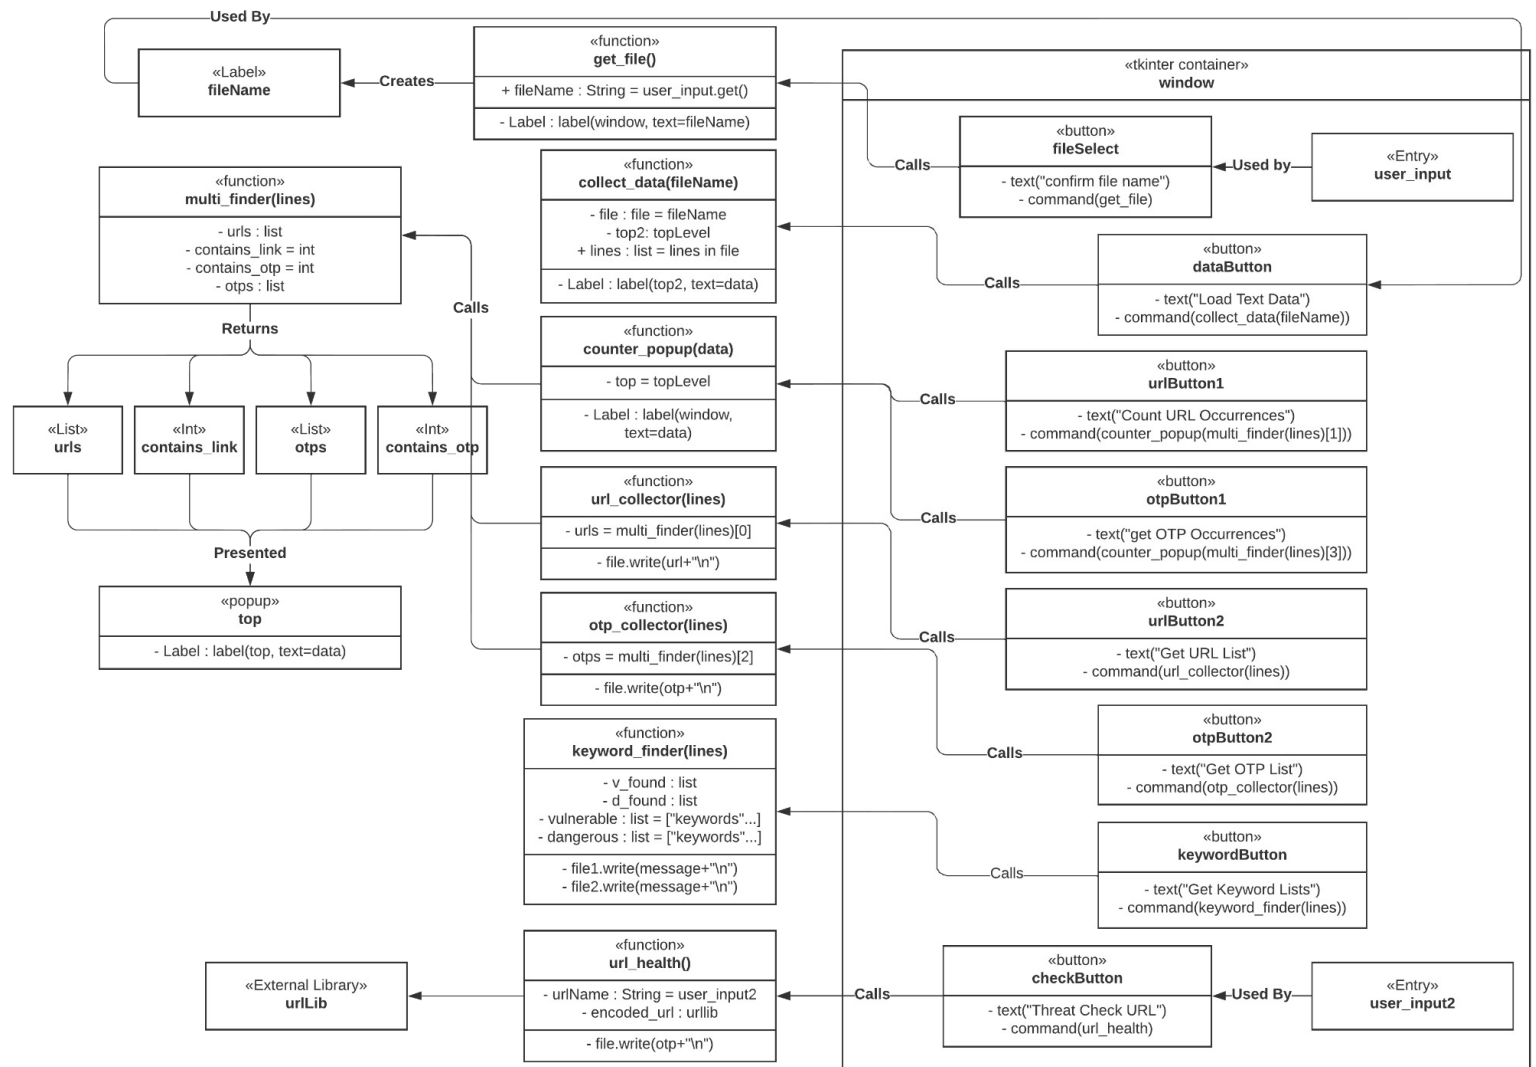 Used By
«Label»
fileName
Creates
«function»
get_file()
+ fileName : String = user_input.get()
- Label : label(window, text=fileName)
«tkinter container»
window
«button»
fileSelect
- text("confirm file name")
- command(get_file)
Calls
Used by
«Entry»
user_input
«function»
multi_finder(lines)
- urls : list
- contains_link = int
- contains_otp = int
- otps : list
«function»
collect_data(fileName)
- file : file = fileName
- top2: topLevel
+ lines : list = lines in file
- Label : label(top2, text=data)
Calls
«button»
dataButton
- text("Load Text Data")
- command(collect_data(fileName))
Returns
Calls
«function»
counter_popup(data)
- top = topLevel
- Label : label(window,
text=data)
Calls
«button»
urlButton1
- text("Count URL Occurrences")
- command(counter_popup(multi_finder(lines)[1]))
«List»
urls
«Int»
contains_link
«List»
otps
«Int»
contains_otp
«function»
url_collector(lines)
- urls = multi_finder(lines)[0]
- file.write(url+"\n")
Calls
«button»
otpButton1
- text("get OTP Occurrences")
- command(counter_popup(multi_finder(lines)[3]))
Presented
«popup»
top
- Label : label(top, text=data)
«function»
otp_collector(lines)
- otps = multi_finder(lines)[2]
- file.write(otp+"\n")
Calls
«button»
urlButton2
- text("Get URL List")
- command(url_collector(lines))
«function»
keyword_finder(lines)
- v_found : list
- d_found : list
- vulnerable : list = ["keywords"...]
- dangerous : list = ["keywords"...]
- file1.write(message+"\n")
- file2.write(message+"\n")
Calls
«button»
otpButton2
- text("Get OTP List")
- command(otp_collector(lines))
Calls
«button»
keywordButton
- text("Get Keyword Lists")
- command(keyword_finder(lines))
«External Library»
urlLib
«function»
url_health()
- urlName : String = user_input2
- encoded_url : urllib
- file.write(otp+"\n")
Calls
«button»
checkButton
- text("Threat Check URL")
- command(url_health)
Used By
«Entry»
user_input2